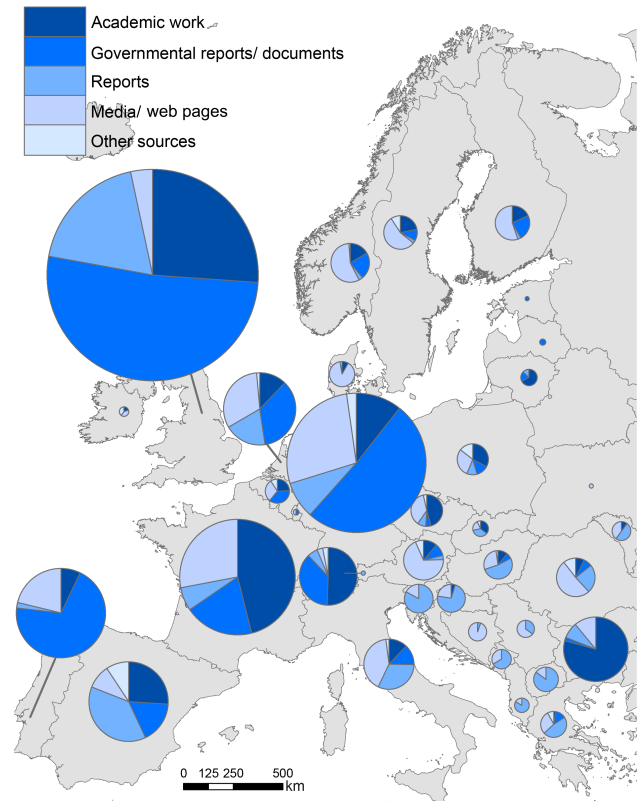 Academic work
Governmental reports/ documents
Reports
Media/ web pages
Other sources
0 125 250 500
km